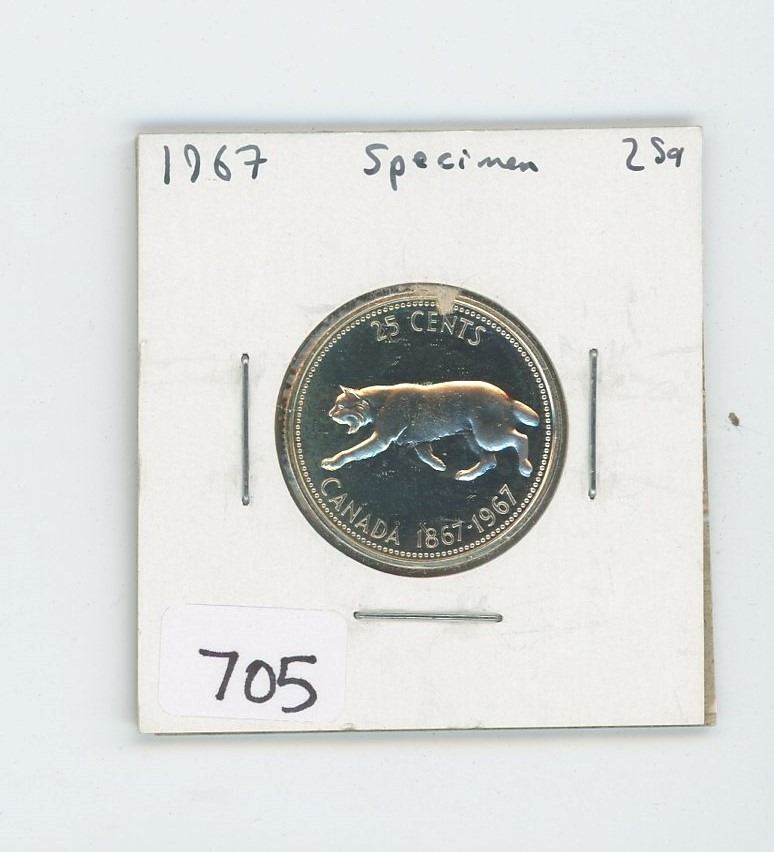 1967 Specimen 25¢
25 CENTS
CANADA 1867-1967
705